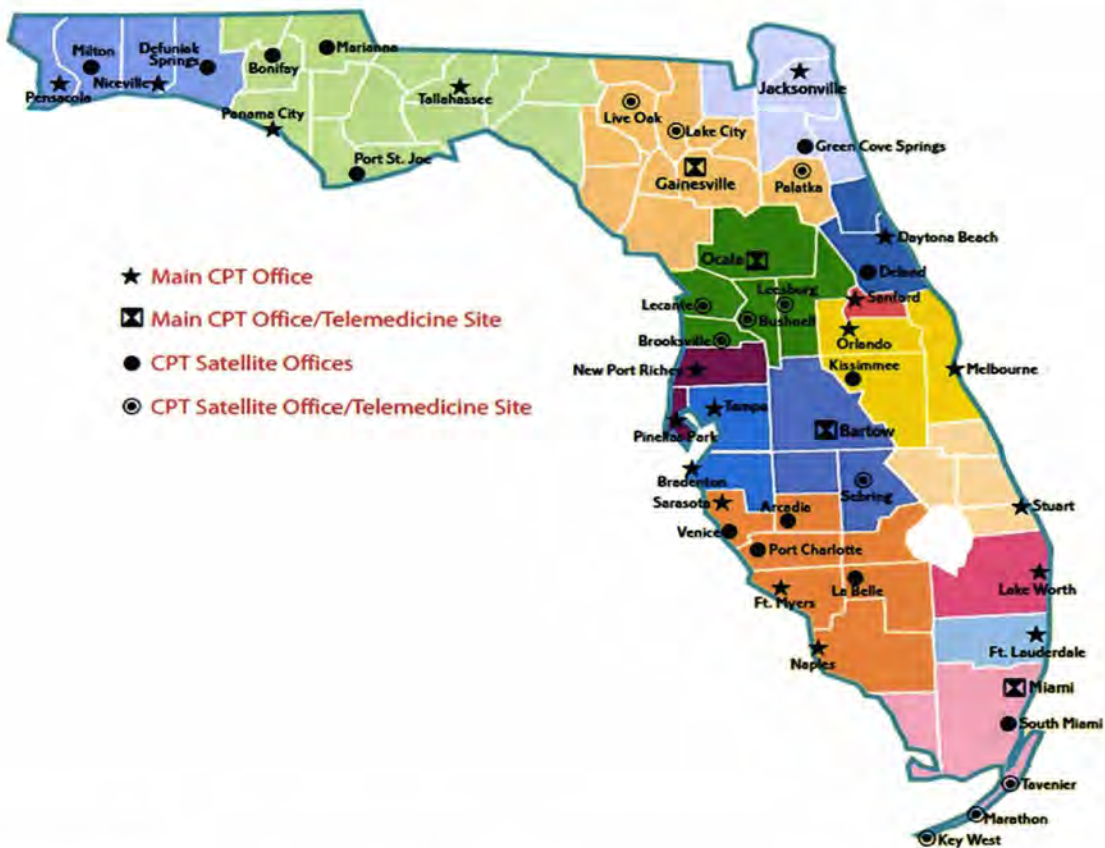 Milton
Defuniak
Springs
Niceville
Pensacola
Bonifay
Marianna
Panama City
Tallahassee
Port St. Joe
Live Oak
Lake City
Gainesville
Jacksonville
Green Cove Springs
Palatka
Daytona Beach
Ocala
Deland
Leesburg
Sanford
Lecante
Bushnell
Orlando
Brooksville
Kissimmee
New Port Richey
Melbourne
Tampa
Pinellas Park
Bartow
Bradenton
Sebring
Sarasota
Arcadia
Stuart
Venice
Port Charlotte
La Belle
Lake Worth
Ft. Myers
Naples
Ft. Lauderdale
Miami
South Miami
Tavenier
Marathon
Key West
Main CPT Office
Main CPT Office/Telemedicine Site
CPT Satellite Offices
CPT Satellite Office/Telemedicine Site